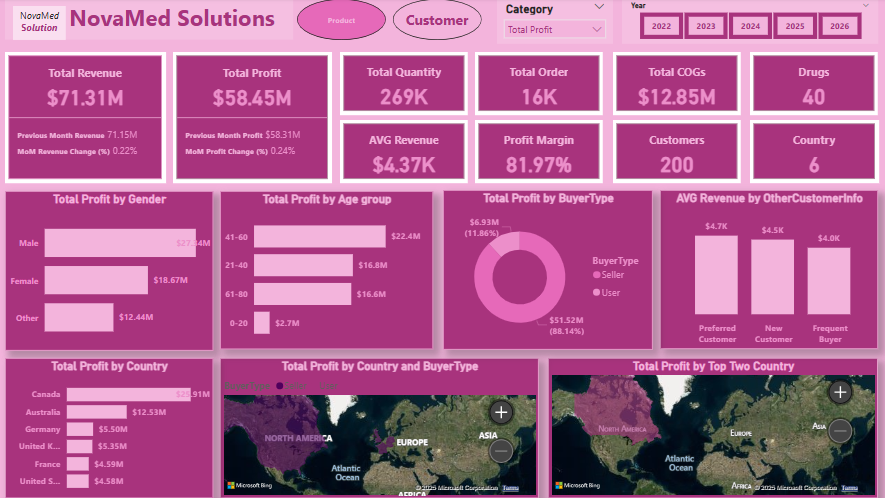 NovaMed
Solution
NovaMed Solutions
Product
Customer
Category
Total Profit
Year
2022
2023
2024
2025
2026
Total Revenue
$71.31M
Previous Month Revenue 71.15M
MoM Revenue Change (%) 0.22%
Total Profit
$58.45M
Previous Month Profit $58.31M
MoM Profit Change (%) 0.24%
Total Quantity
269K
Total Order
16K
Total COGs
$12.85M
Drugs
40
AVG Revenue
$4.37K
Profit Margin
81.97%
Customers
200
Country
6
Total Profit by Gender
Male
Female $18.67M
Other $12.44M
Total Profit by Age group
41-60 $22.4M
21-40 $16.8M
61-80 $16.6M
0-20 $2.7M
Total Profit by BuyerType
$6.93M
(11.86%)
BuyerType
Seller
User
$51.52M
(88.14%)
AVG Revenue by OtherCustomerInfo
$4.7K
$4.5K
$4.0K
Preferred
Customer
New
Customer
Frequent
Buyer
Total Profit by Country
Canada
Australia $12.53M
Germany $5.50M
United K... $5.35M
France $4.59M
United S... $4.58M
Total Profit by Country and BuyerType
NORTH AMERICA
EUROPE
ASIA
Atlantic
Ocean
AFRICA
Microsoft Bing
© 2025 Microsoft Corporation Terms
Total Profit by Top Two Country
NORTH AMERICA
EUROPE
ASIA
Atlantic
Ocean
AFRICA
Microsoft Bing
© 2025 Microsoft Corporation Terms